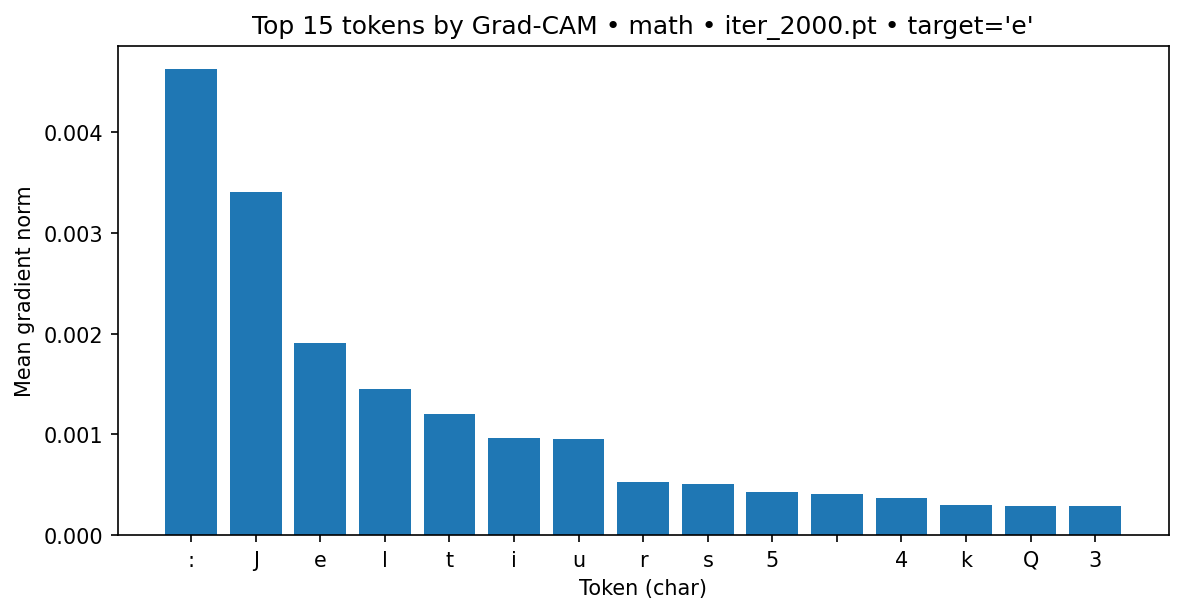 Top 15 tokens by Grad-CAM • math • iter_2000.pt • target='e'
Mean gradient norm
0.004
0.003
0.002
0.001
0.000
: J e l t i u r s 5 4 k Q 3
Token (char)